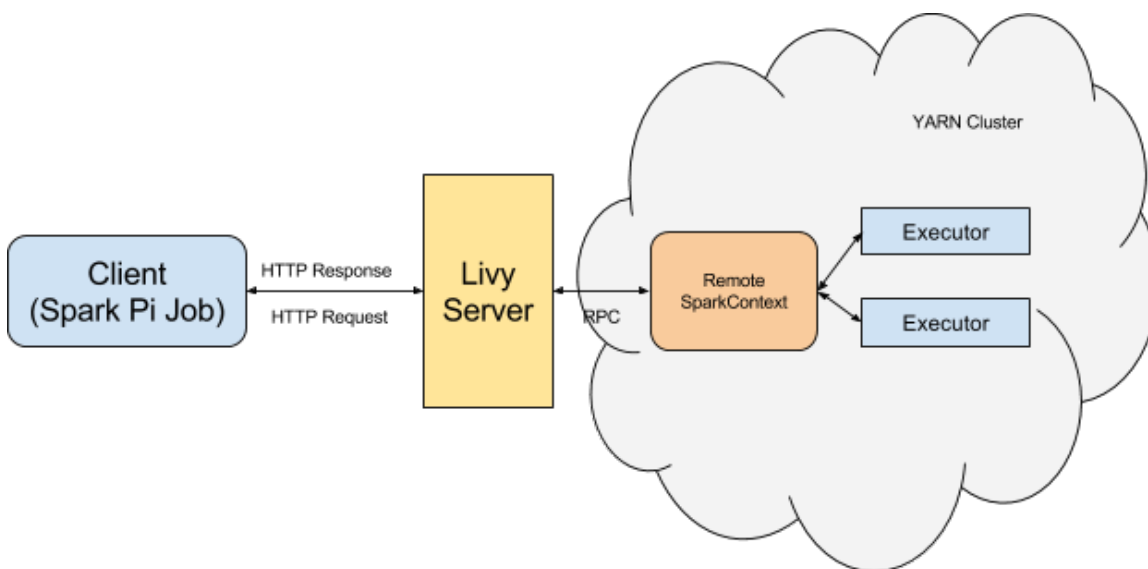 YARN Cluster
Client
(Spark Pi Job)
HTTP Response
HTTP Request
Livy
Server
RPC
Remote
SparkContext
Executor
Executor